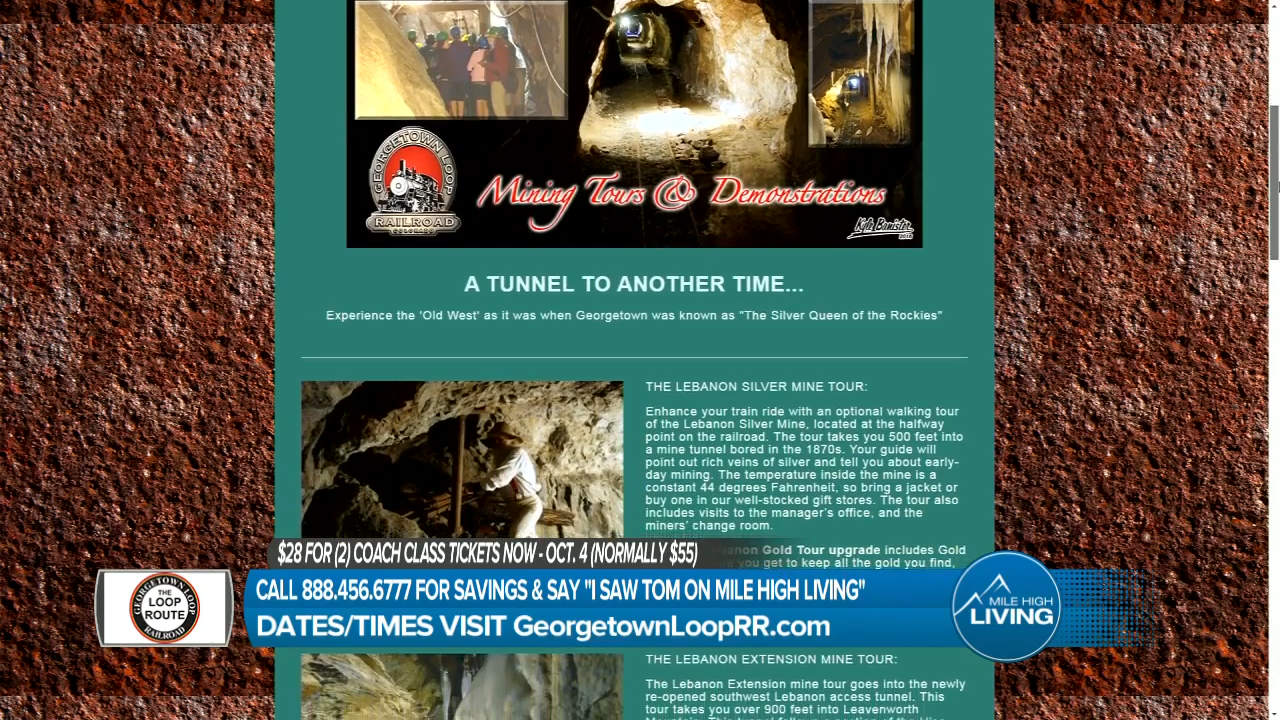 GEORGETOWN LOOP
RAILROAD
COLORADO
Mining Tours & Demonstrations
Kyle Banister
A TUNNEL TO ANOTHER TIME...
Experience the 'Old West' as it was when Georgetown was known as "The Silver Queen of the Rockies"
THE LEBANON SILVER MINE TOUR:
Enhance your train ride with an optional walking tour
of the Lebanon Silver Mine, located at the halfway
point on the railroad. The tour takes you 500 feet into
a mine tunnel bored in the 1870s. Your guide will
point out rich veins of silver and tell you about early-
day mining. The temperature inside the mine is a
constant 44 degrees Fahrenheit, so bring a jacket or
buy one in our well-stocked gift stores. The tour also
includes visits to the manager's office, and the
miners' change room.
anon Gold Tour upgrade includes Gold
you get to keep all the gold you find,
$28 FOR (2) COACH CLASS TICKETS NOW - OCT. 4 (NORMALLY $55)
CALL 888.456.6777 FOR SAVINGS & SAY "I SAW TOM ON MILE HIGH LIVING"
DATES/TIMES VISIT GeorgetownLoopRR.com
GEORGETOWN LOOP
THE
LOOP
ROUTE
RAILROAD
MILE HIGH
LIVING
THE LEBANON EXTENSION MINE TOUR:
The Lebanon Extension mine tour goes into the newly
re-opened southwest Lebanon access tunnel. This
tour takes you over 900 feet into Leavenworth